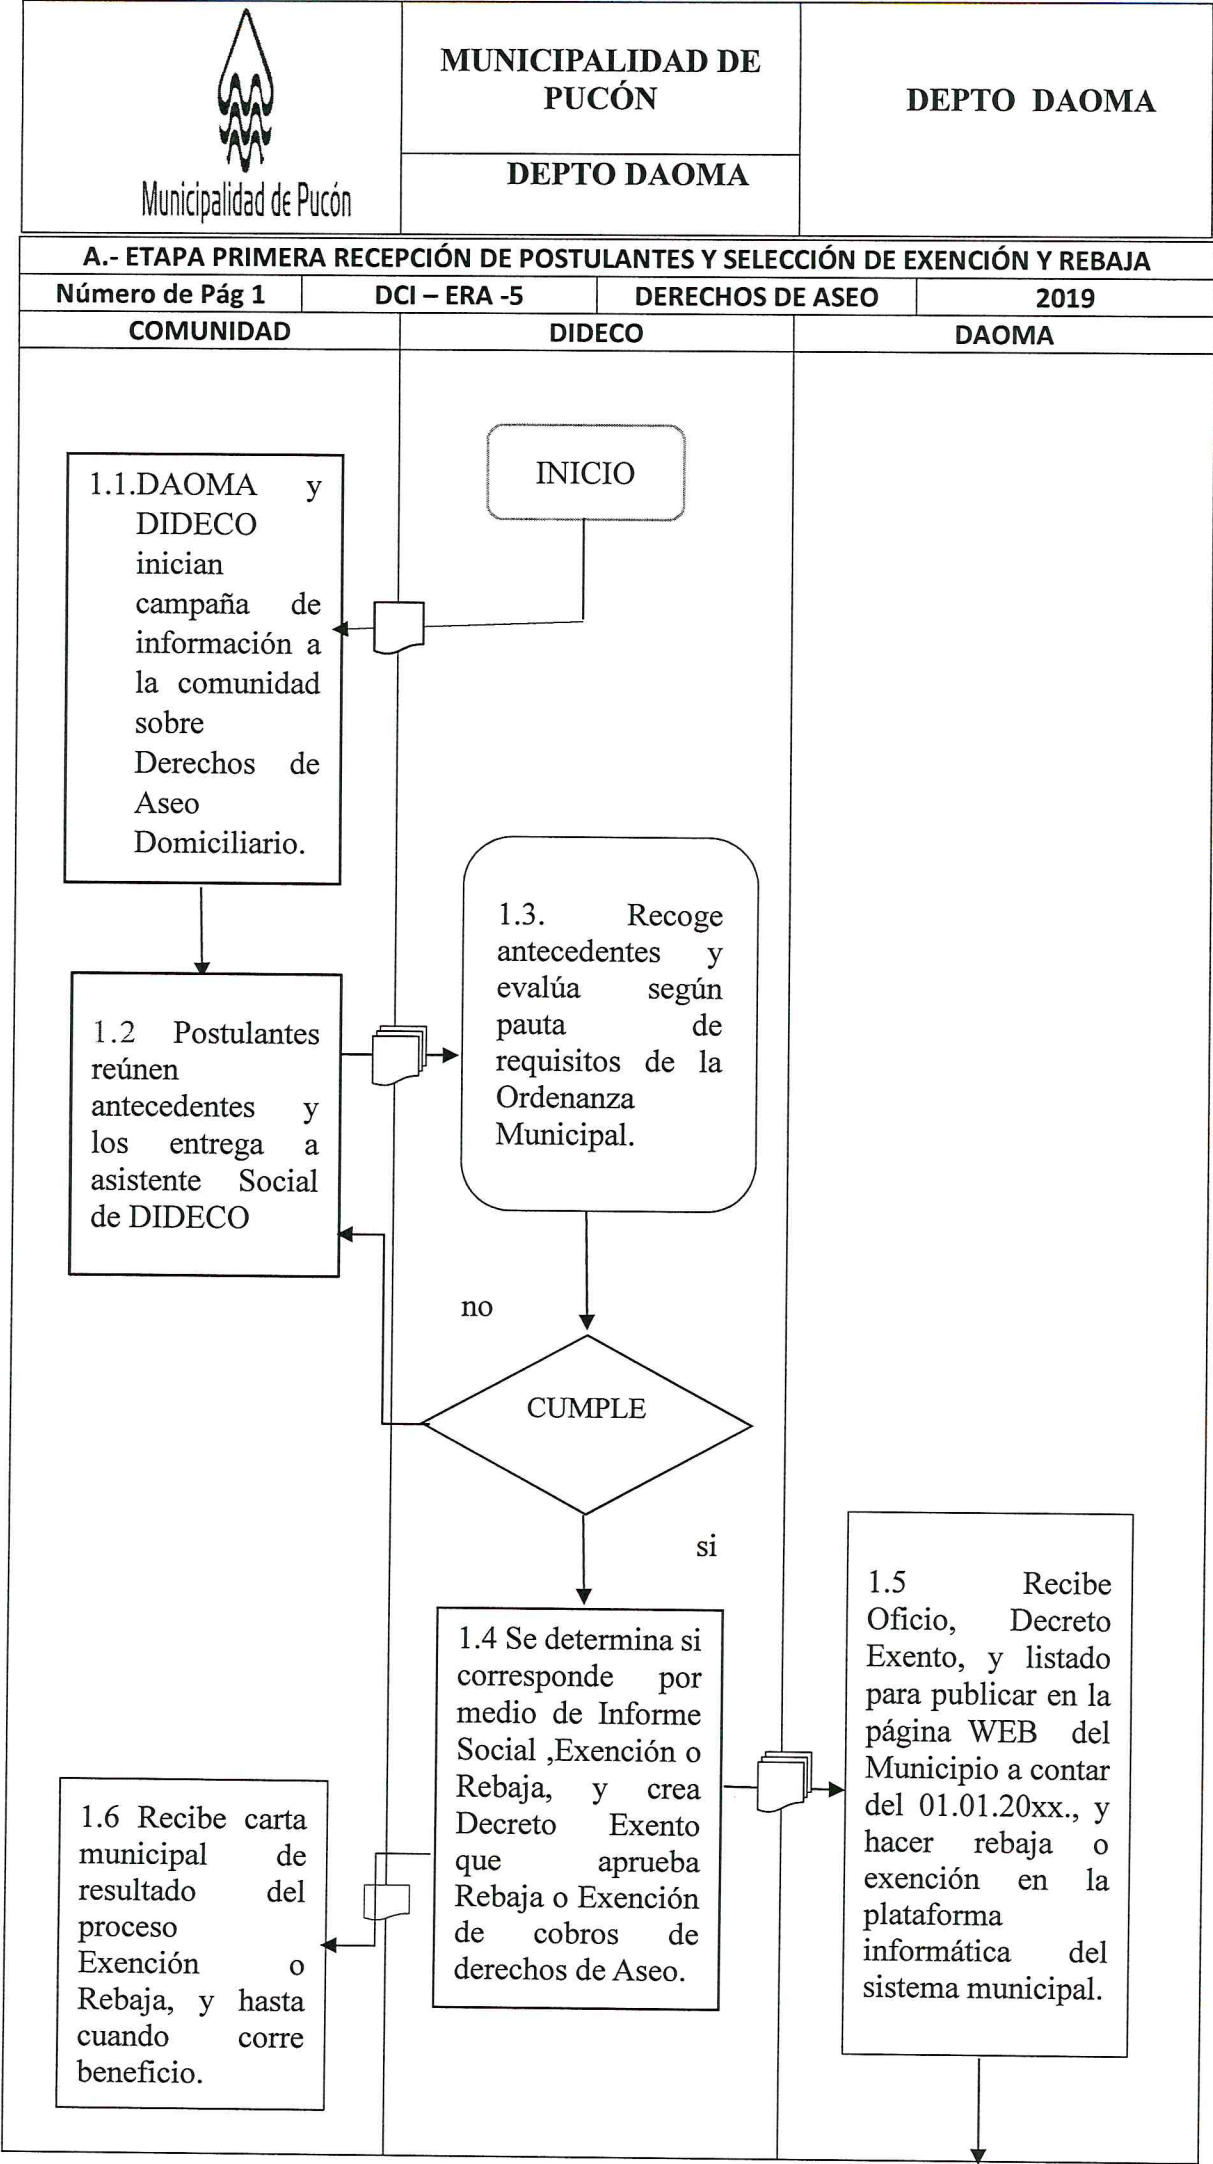 Municipalidad de Pucón
MUNICIPALIDAD DE
PUCÓN
DEPTO DAOMA
DEPTO DAOMA
A.- ETAPA PRIMERA RECEPCIÓN DE POSTULANTES Y SELECCIÓN DE EXENCIÓN Y REBAJA
Número de Pág 1
DCI – ERA -5
DERECHOS DE ASEO
2019
COMUNIDAD
DIDECO
DAOMA
INICIO
1.1.DAOMA y
DIDECO
inician
campaña de
información a
la comunidad
sobre
Derechos de
Aseo
Domiciliario.
1.2 Postulantes
reúnen
antecedentes y
los entrega a
asistente Social
de DIDECO
1.3. Recoge
antecedentes y
evalúa según
pauta de
requisitos de la
Ordenanza
Municipal.
no
CUMPLE
si
1.4 Se determina si
corresponde por
medio de Informe
Social ,Exención o
Rebaja, y crea
Decreto Exento
que aprueba
Rebaja o Exención
de cobros de
derechos de Aseo.
1.5 Recibe
Oficio, Decreto
Exento, y listado
para publicar en la
página WEB del
Municipio a contar
del 01.01.20xx., y
hacer rebaja o
exención en la
plataforma
informática del
sistema municipal.
1.6 Recibe carta
municipal de
resultado del
proceso
Exención o
Rebaja, y hasta
cuando corre
beneficio.